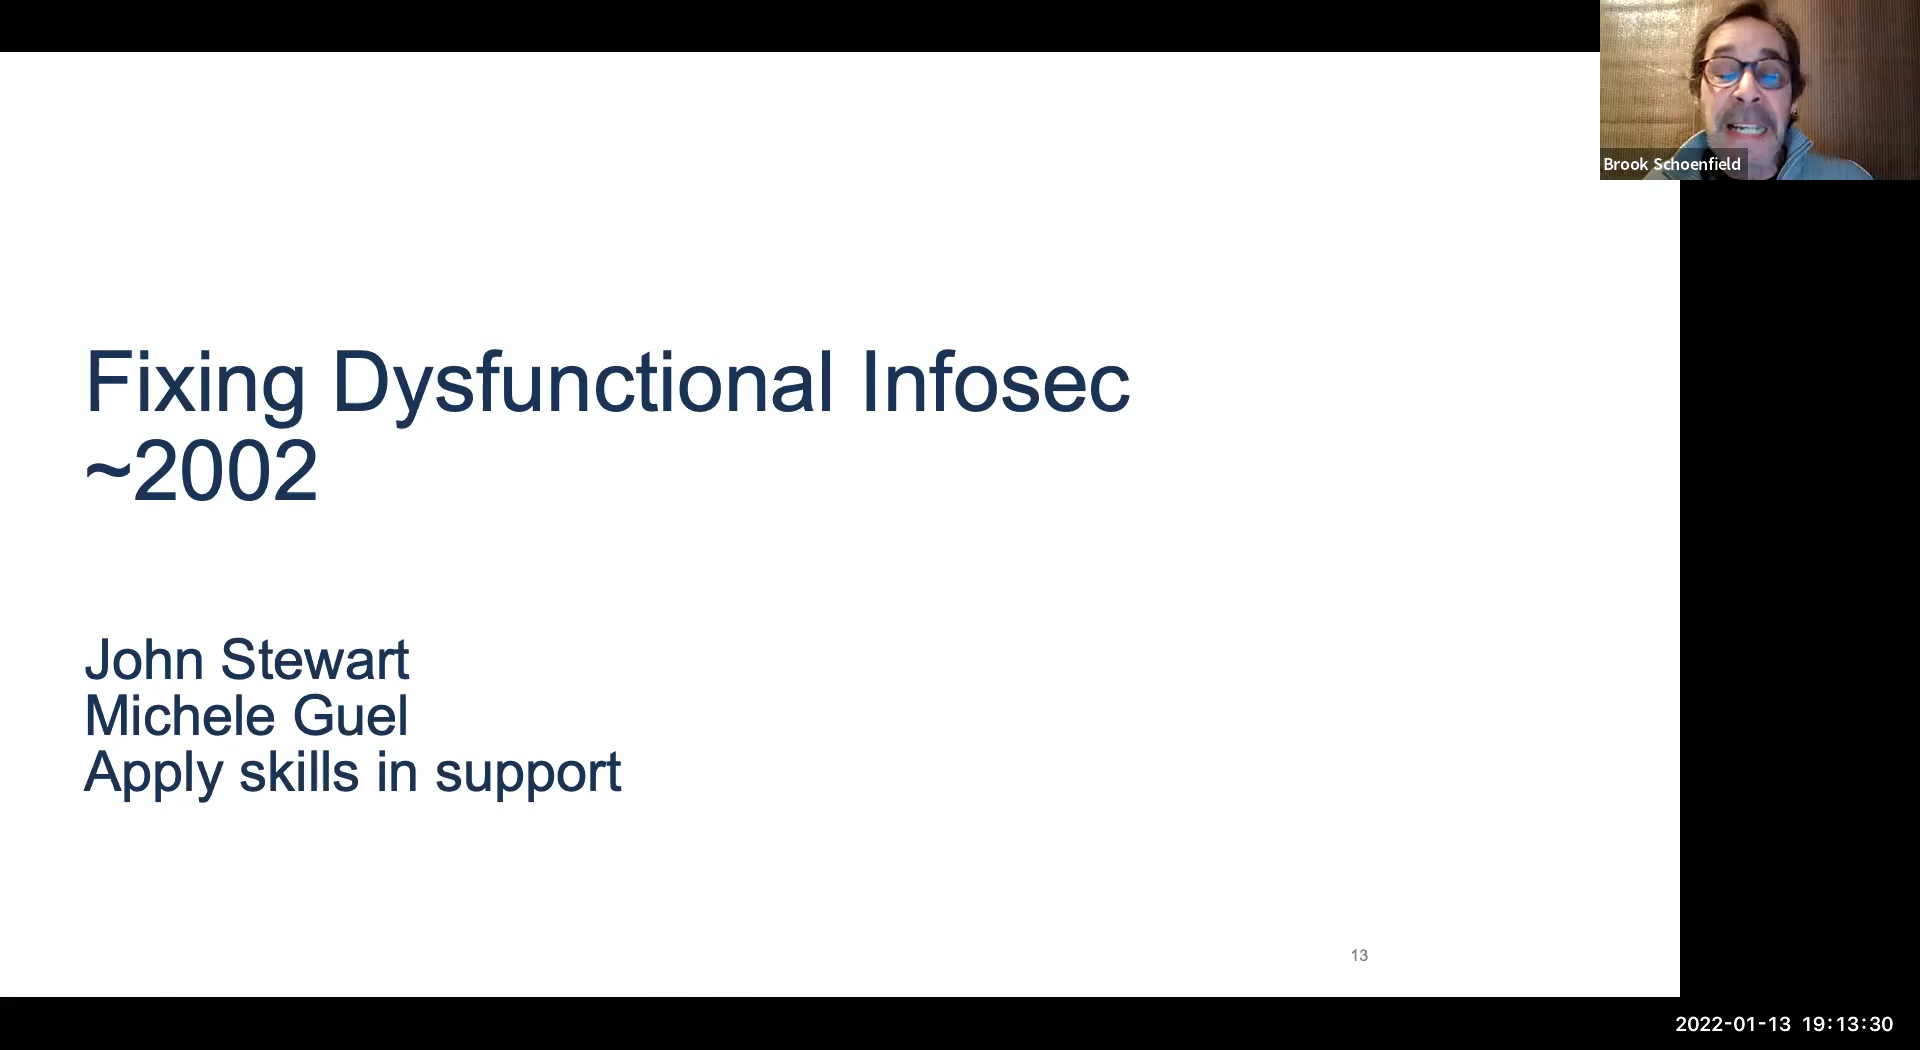 Brook Schoenfield
Fixing Dysfunctional Infosec
~2002
John Stewart
Michele Guel
Apply skills in support
13
2022-01-13 19:13:30